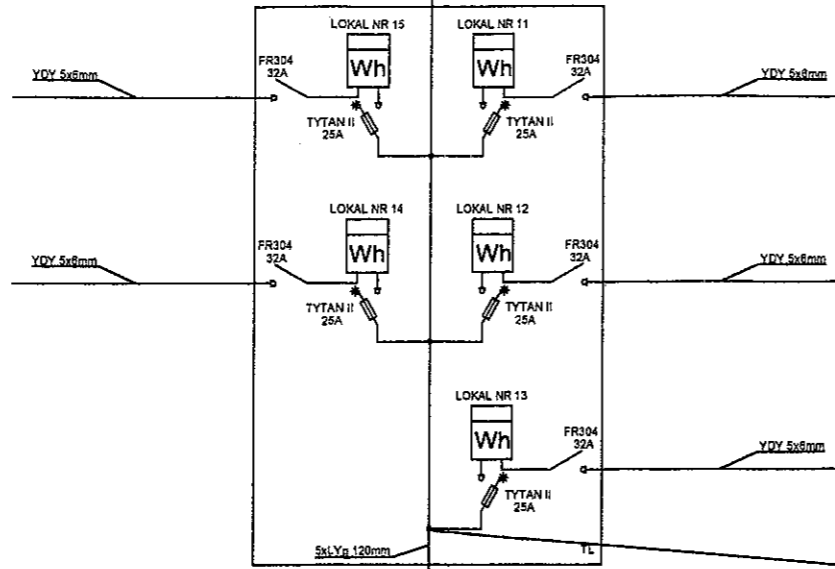 LOKAL NR 15
LOKAL NR 11
YDY 5x6mm
FR304
32A
Wh
Wh
FR304
32A
YDY 5x6mm
TYTAN II
25A
TYTAN II
25A
LOKAL NR 14
LOKAL NR 12
YDY 5x6mm
FR304
32A
Wh
Wh
FR304
32A
YDY 5x6mm
TYTAN II
25A
TYTAN II
25A
LOKAL NR 13
FR304
32A
Wh
YDY 5x6mm
TYTAN II
25A
5xLYg 120mm
TL